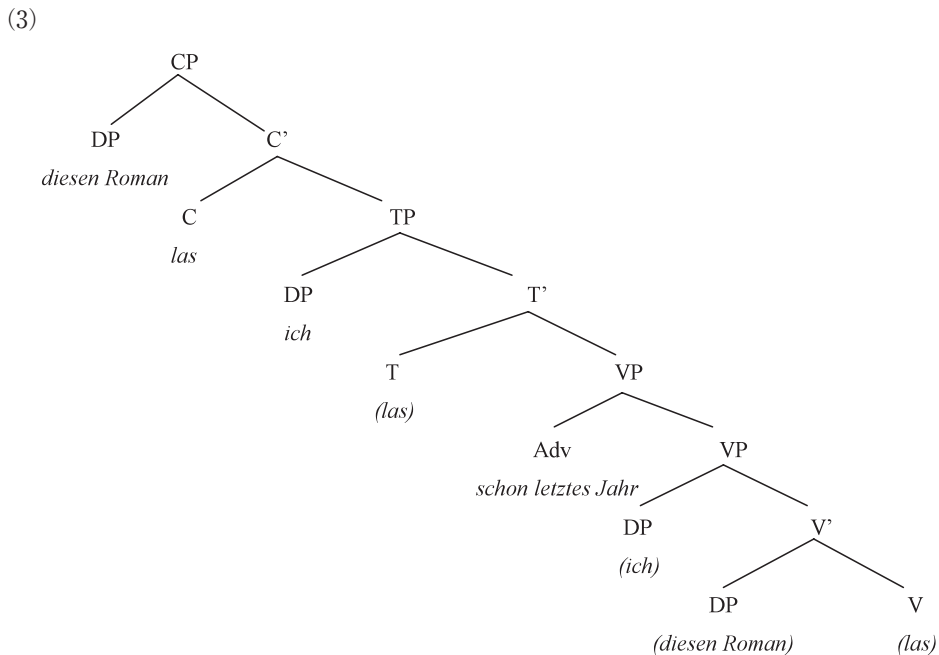 (3)
CP
DP C’
diesen Roman
C TP
las
DP T’
ich
T VP
(las)
Adv VP
schon letztes Jahr
DP V’
(ich)
DP V
(diesen Roman) (las)